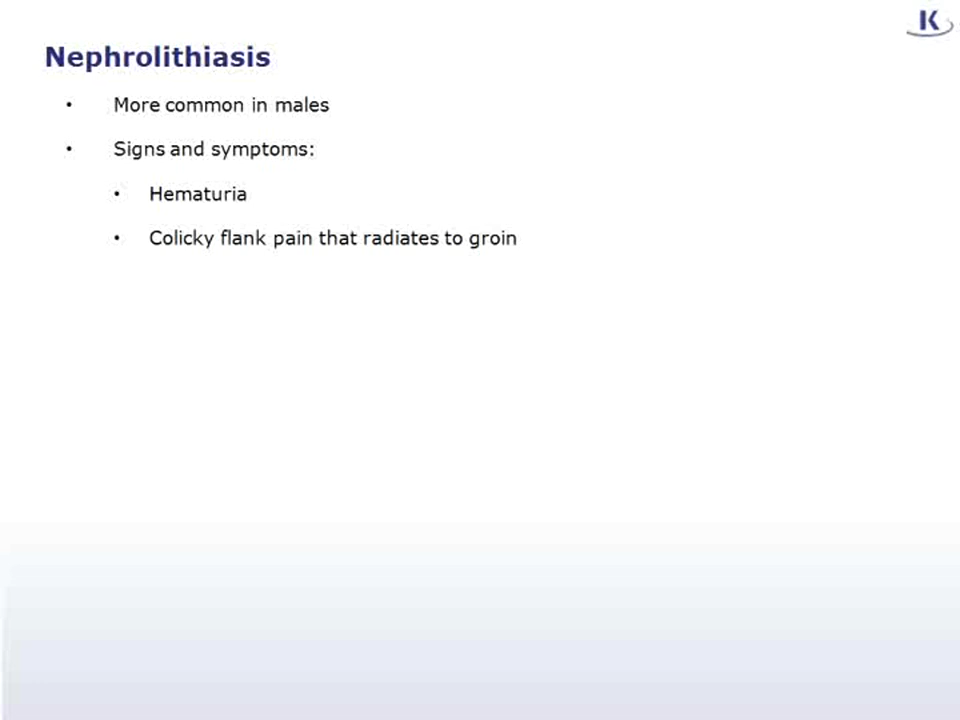 K
Nephrolithiasis
• More common in males
• Signs and symptoms:
• Hematuria
• Colicky flank pain that radiates to groin